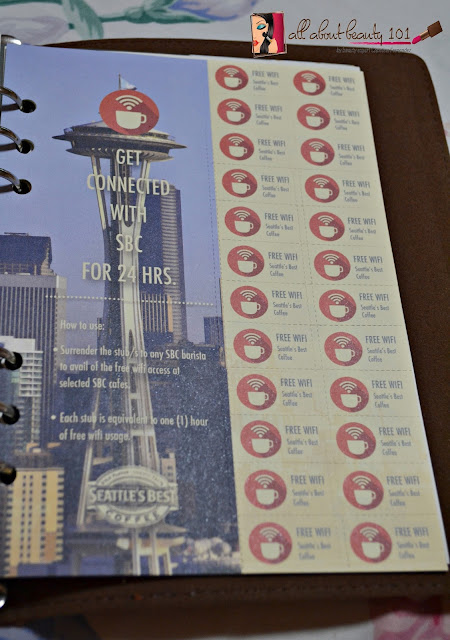 all about beauty 101
GET
CONNECTED
WITH
SBC
FOR 24 HRS.
How to use:
• Surrender the stub/s to any SBC barista
to avail of the free wifi access at
selected SBC cafes.
• Each stub is equivalent to one (1) hour
of free wifi usage.
SEATTLE'S BEST
COFFEE
FREE WIFI
Seattle's Best
Coffee
FREE WIFI
Seattle's Best
Coffee
FREE WIFI
Seattle's Best
Coffee
FREE WIFI
Seattle's Best
Coffee
FREE WIFI
Seattle's Best
Coffee
FREE WIFI
Seattle's Best
Coffee
FREE WIFI
Seattle's Best
Coffee
FREE WIFI
Seattle's Best
Coffee
FREE WIFI
Seattle's Best
Coffee
FREE WIFI
Seattle's Best
Coffee
FREE WIFI
Seattle's Best
Coffee
FREE WIFI
Seattle's Best
Coffee
FREE WIFI
Seattle's Best
Coffee
FREE WIFI
Seattle's Best
Coffee
FREE WIFI
Seattle's Best
Coffee
FREE WIFI
Seattle's Best
Coffee
FREE WIFI
Seattle's Best
Coffee
FREE WIFI
Seattle's Best
Coffee
FREE WIFI
Seattle's Best
Coffee
FREE WIFI
Seattle's Best
Coffee
FREE WIFI
Seattle's Best
Coffee
FREE WIFI
Seattle's Best
Coffee
FREE WIFI
Seattle's Best
Coffee
FREE WIFI
Seattle's Best
Coffee